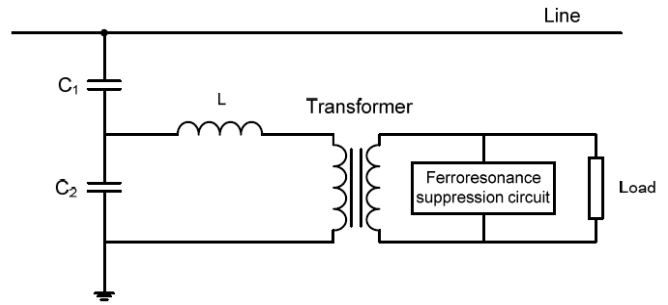 Line
C1
L
Transformer
C2
Ferroresonance
suppression circuit
Load